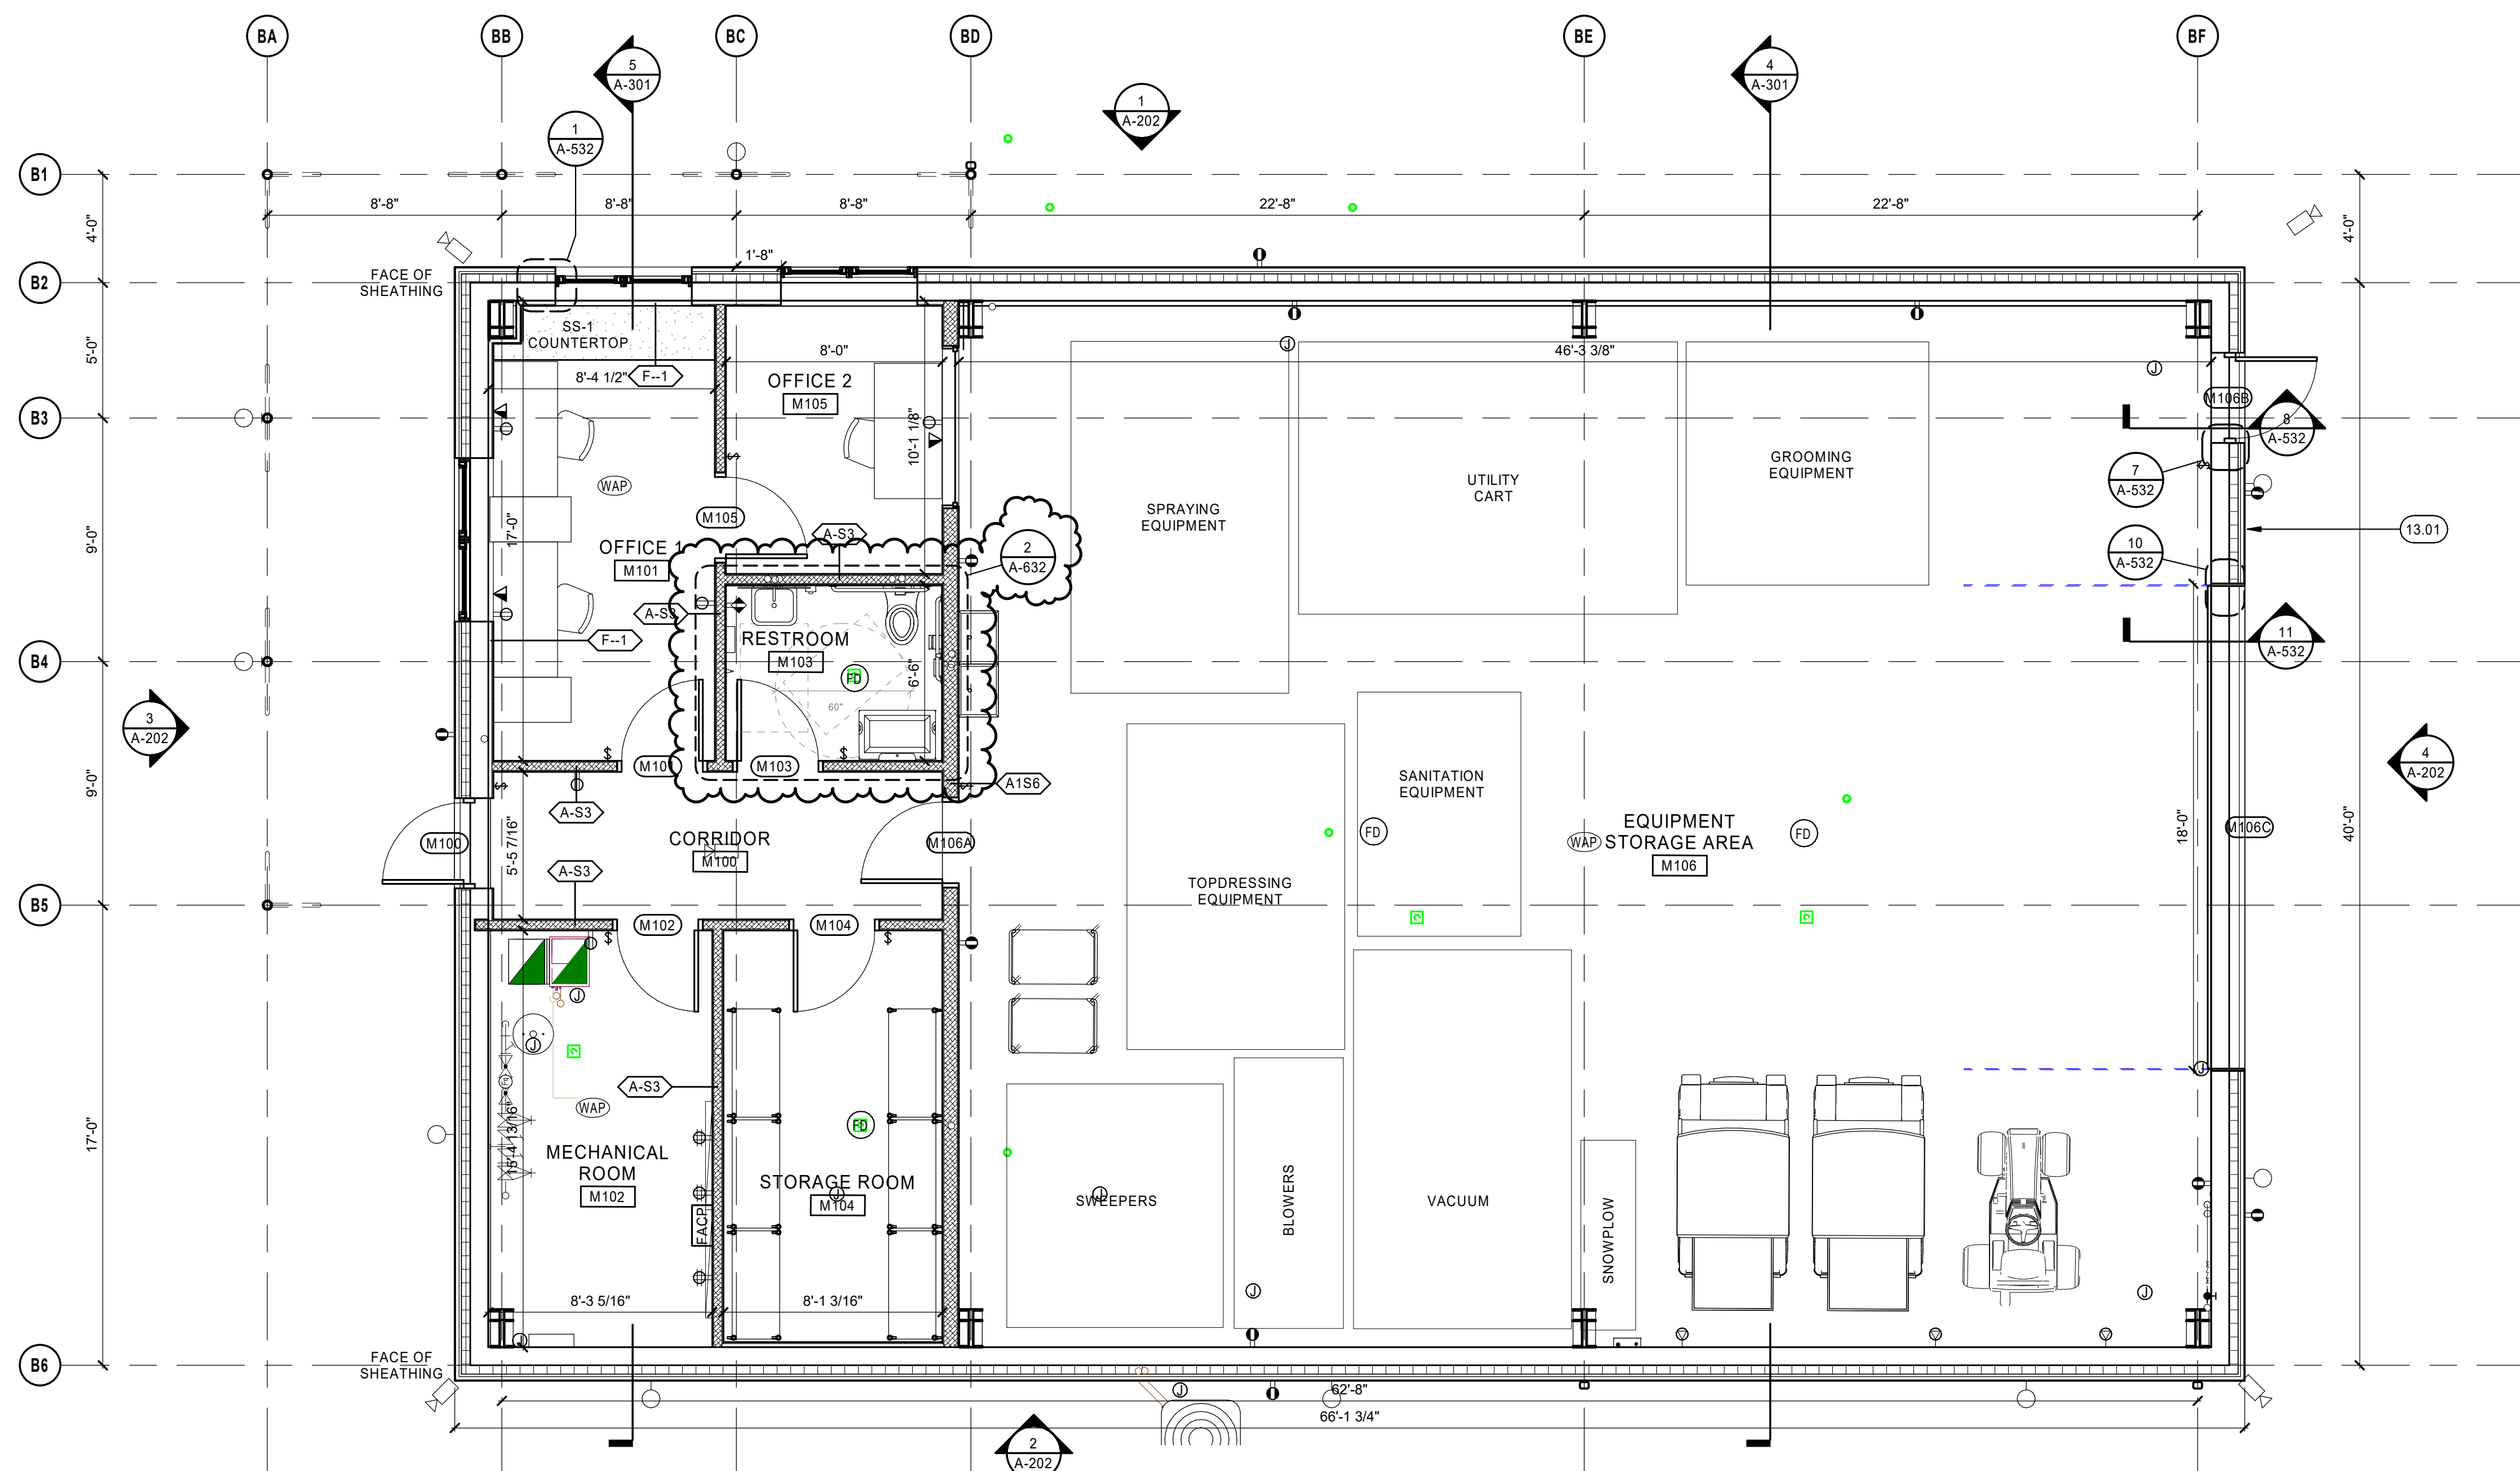 BA
BB
BC
BD
BE
BF
5
A-301
4
A-301
1
A-202
1
A-532
B1
8'-8"
8'-8"
8'-8"
22'-8"
22'-8"
4'-0"
4'-0"
1'-8"
B2
FACE OF
SHEATHING
SS-1
COUNTERTOP
5'-0"
8'-0"
46'-3 3/8"
8'-4 1/2"
F--1
OFFICE 2
M105
J
J
M106B
B3
10'-1 1/8"
$
8
A-532
GROOMING
EQUIPMENT
UTILITY
CART
7
A-532
$
WAP
SPRAYING
EQUIPMENT
M105
17'-0"
A-S3
13.01
9'-0"
OFFICE 1
M101
2
A-632
10
A-532
A-S3
F--1
RESTROOM
M103
11
A-532
B4
FD
6'-6"
60"
3
A-202
$
$
M101
M103
A1S6
$
$
SANITATION
EQUIPMENT
4
A-202
9'-0"
A-S3
5'-5 7/16"
CORRIDOR
M100
M100
M106A
FD
EQUIPMENT
STORAGE AREA
WAP
M106
FD
18'-0"
M106C
40'-0"
A-S3
TOPDRESSING
EQUIPMENT
B5
M102
M104
$
$
J
J
J
A-S3
WAP
17'-0"
15'-4 13/16"
FD
MECHANICAL
ROOM
M102
STORAGE ROOM
J
M104
FACP
J
SWEEPERS
BLOWERS
VACUUM
SNOWPLOW
J
J
8'-3 5/16"
8'-1 3/16"
J
B6
FACE OF
SHEATHING
J
62'-8"
66'-1 3/4"
2
A-202